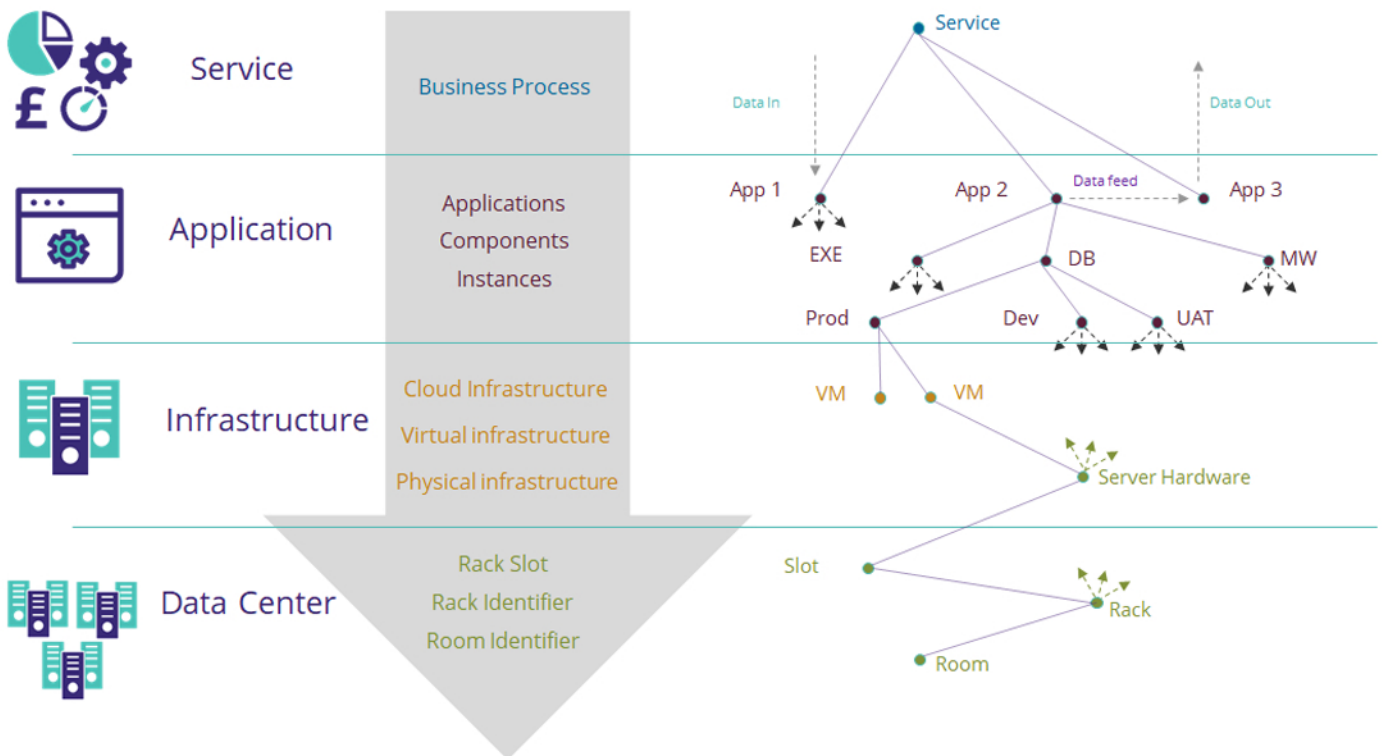 Service
Business Process
Service
Data In
Data Out
£
Application
Applications
Components
Instances
App 1
App 2
Data feed
App 3
EXE
DB
MW
Prod
Dev
UAT
Infrastructure
Cloud Infrastructure
Virtual infrastructure
Physical infrastructure
VM
VM
Server Hardware
Data Center
Rack Slot
Rack Identifier
Room Identifier
Slot
Rack
Room